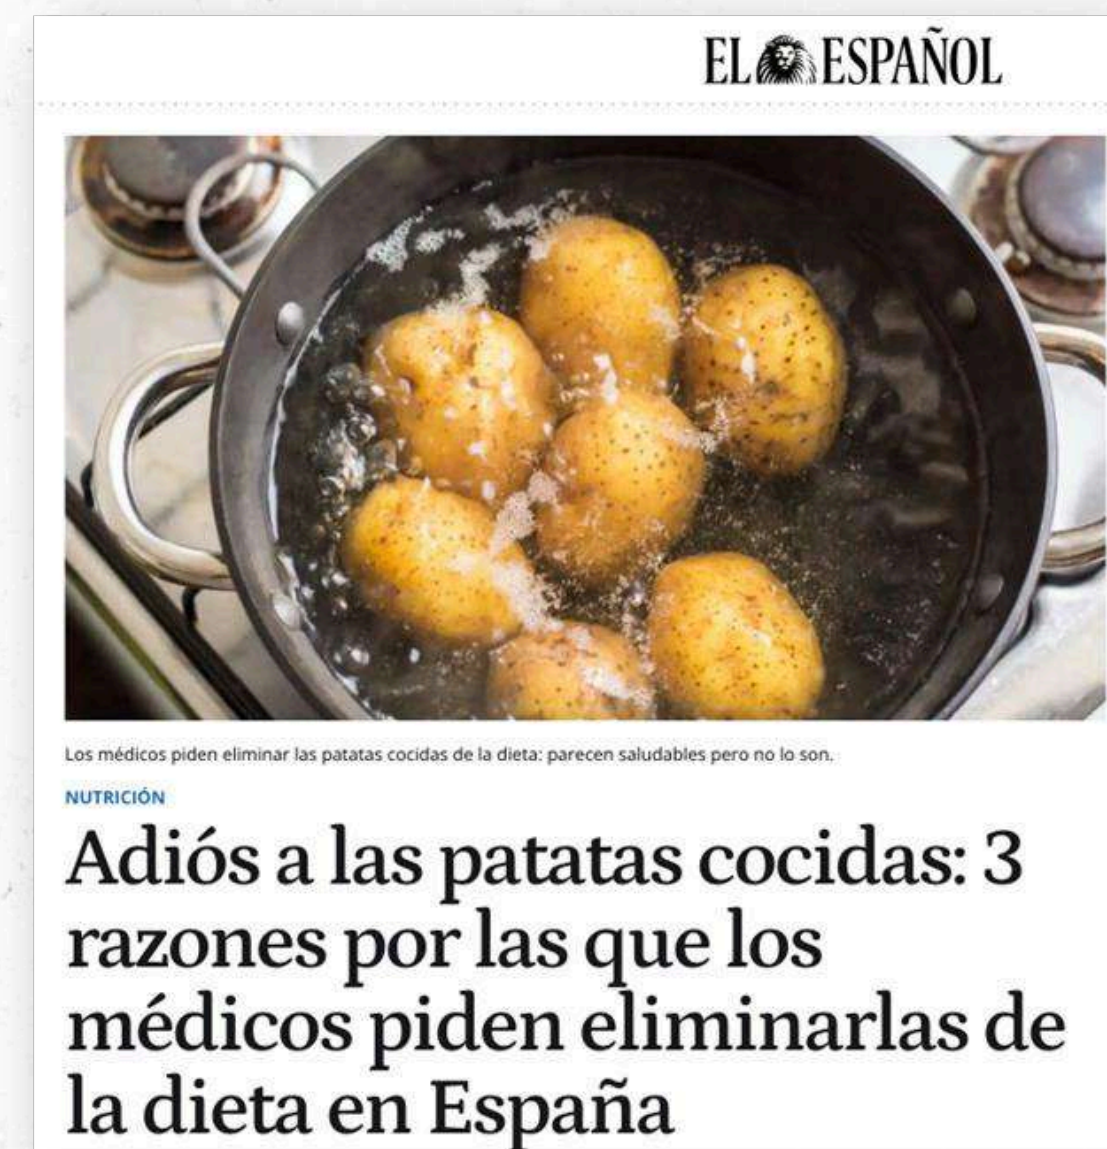 EL ESPAÑOL
Los médicos piden eliminar las patatas cocidas de la dieta: parecen saludables pero no lo son.
NUTRICIÓN
Adiós a las patatas cocidas: 3
razones por las que los
médicos piden eliminarlas de
la dieta en España